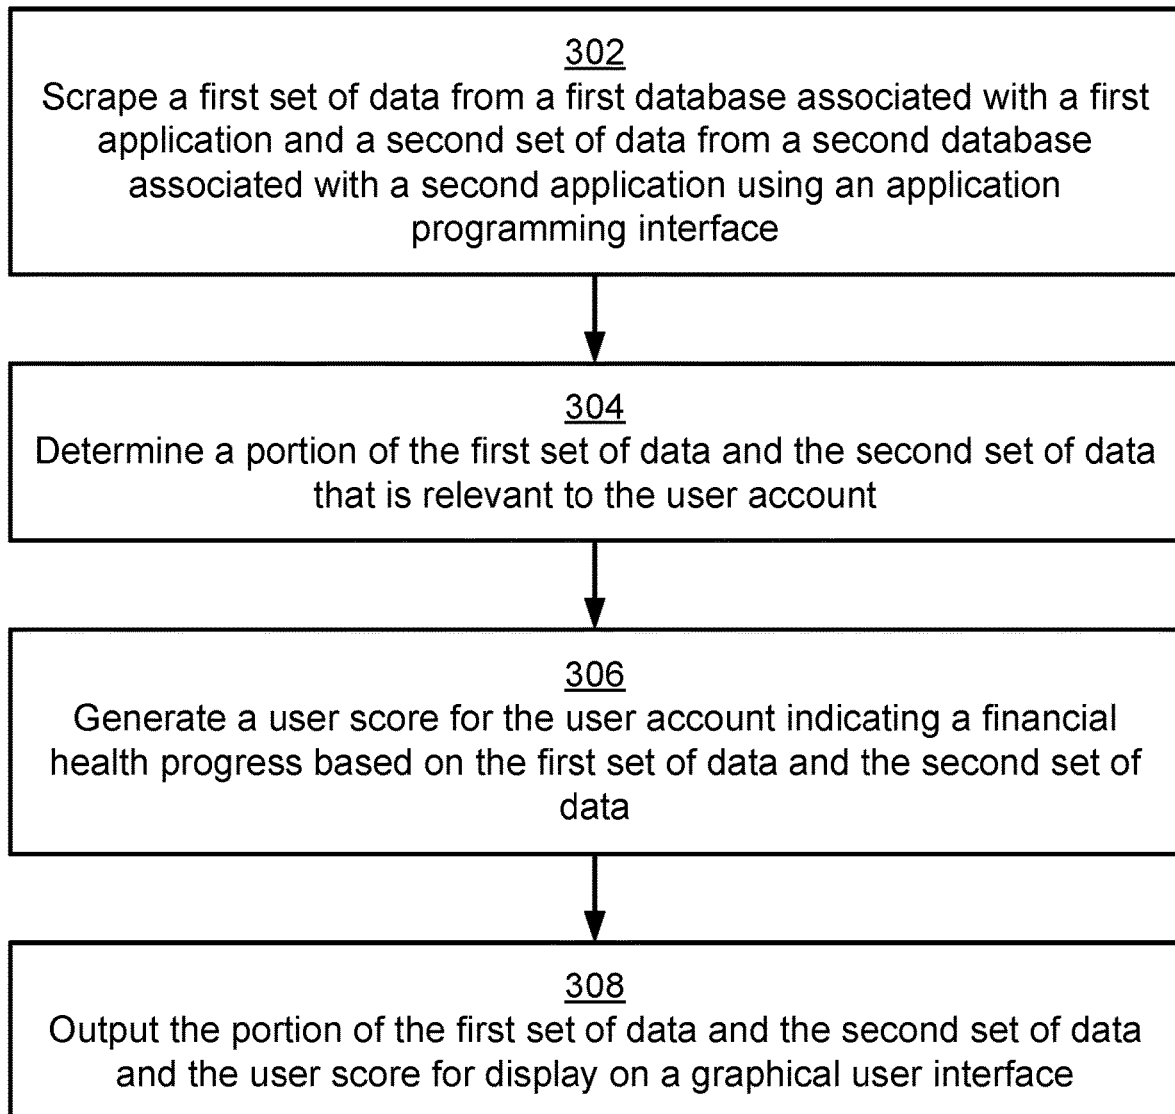 302
Scrape a first set of data from a first database associated with a first
application and a second set of data from a second database
associated with a second application using an application
programming interface
304
Determine a portion of the first set of data and the second set of data
that is relevant to the user account
306
Generate a user score for the user account indicating a financial
health progress based on the first set of data and the second set of
data
308
Output the portion of the first set of data and the second set of data
and the user score for display on a graphical user interface